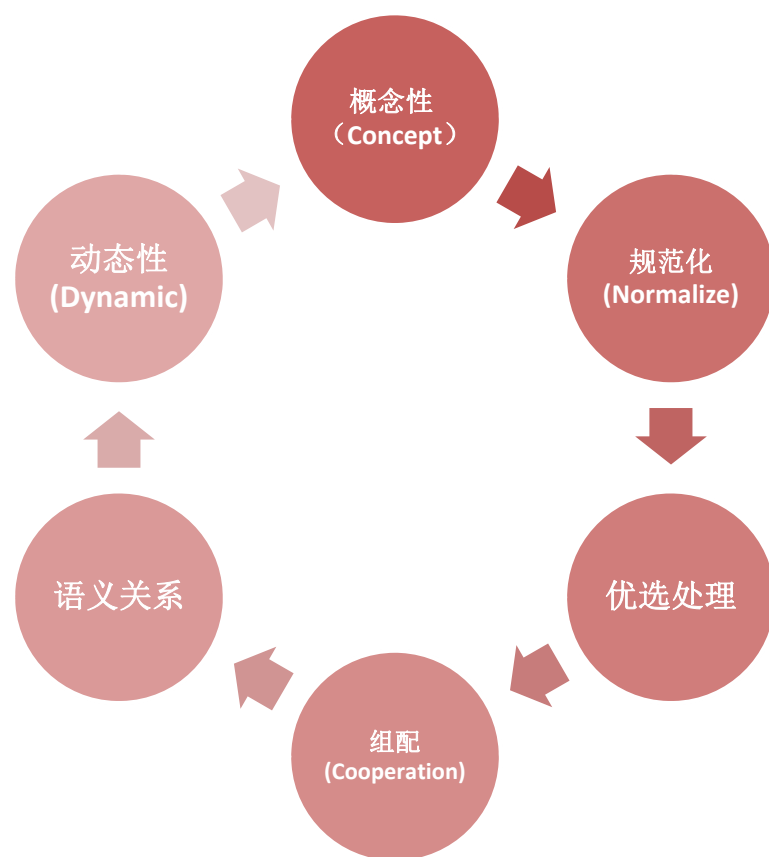 概念性
（Concept）
规范化
(Normalize)
优选处理
组配
(Cooperation)
语义关系
动态性
(Dynamic)